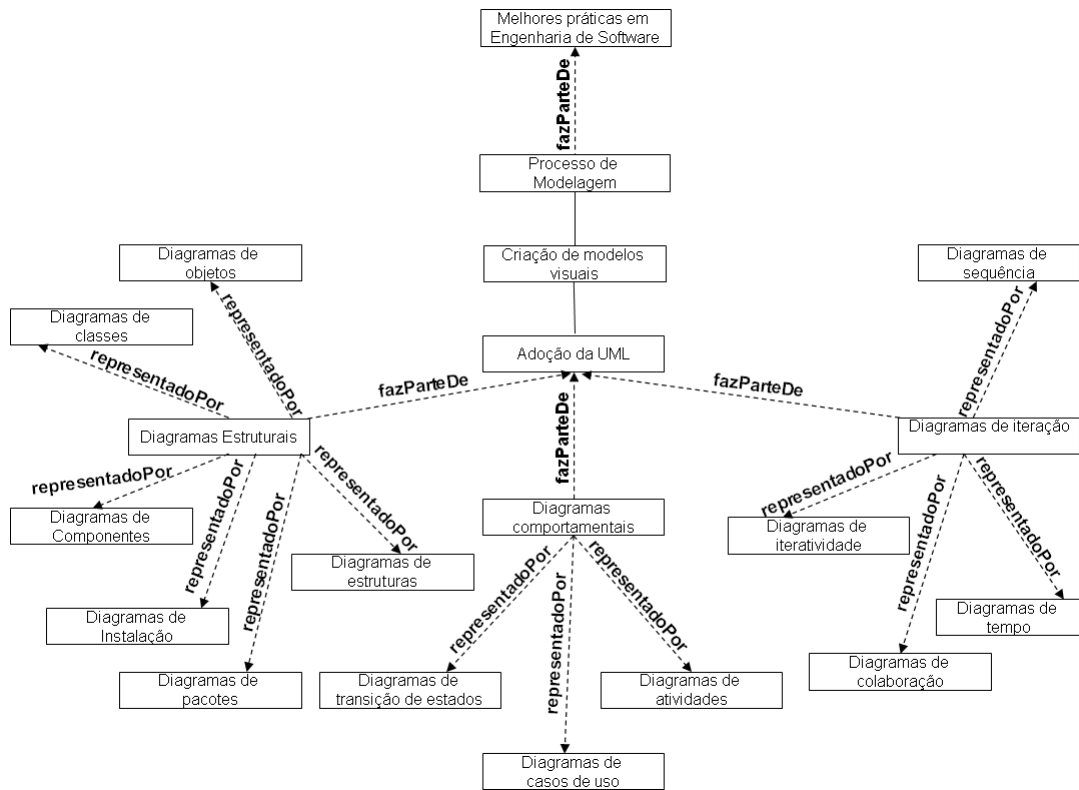 Melhores práticas em
Engenharia de Software
fazParteDe
Processo de
Modelagem
Criação de modelos
visuais
Adoção da UML
Diagramas de
objetos
Diagramas de
classes
representadoPor
representadoPor
fazParteDe
fazParteDe
fazParteDe
Diagramas de
sequência
representadoPor
Diagramas Estruturais
Diagramas de iteração
representadoPor
representadoPor
representadoPor
representadoPor
Diagramas de
Componentes
Diagramas de
Instalação
Diagramas de
pacotes
Diagramas de
estruturas
Diagramas
comportamentais
representadoPor
representadoPor
representadoPor
Diagramas de
transição de estados
Diagramas de
casos de uso
Diagramas de
atividades
representadoPor
representadoPor
representadoPor
Diagramas de
iteratividade
Diagramas de
colaboração
Diagramas de
tempo